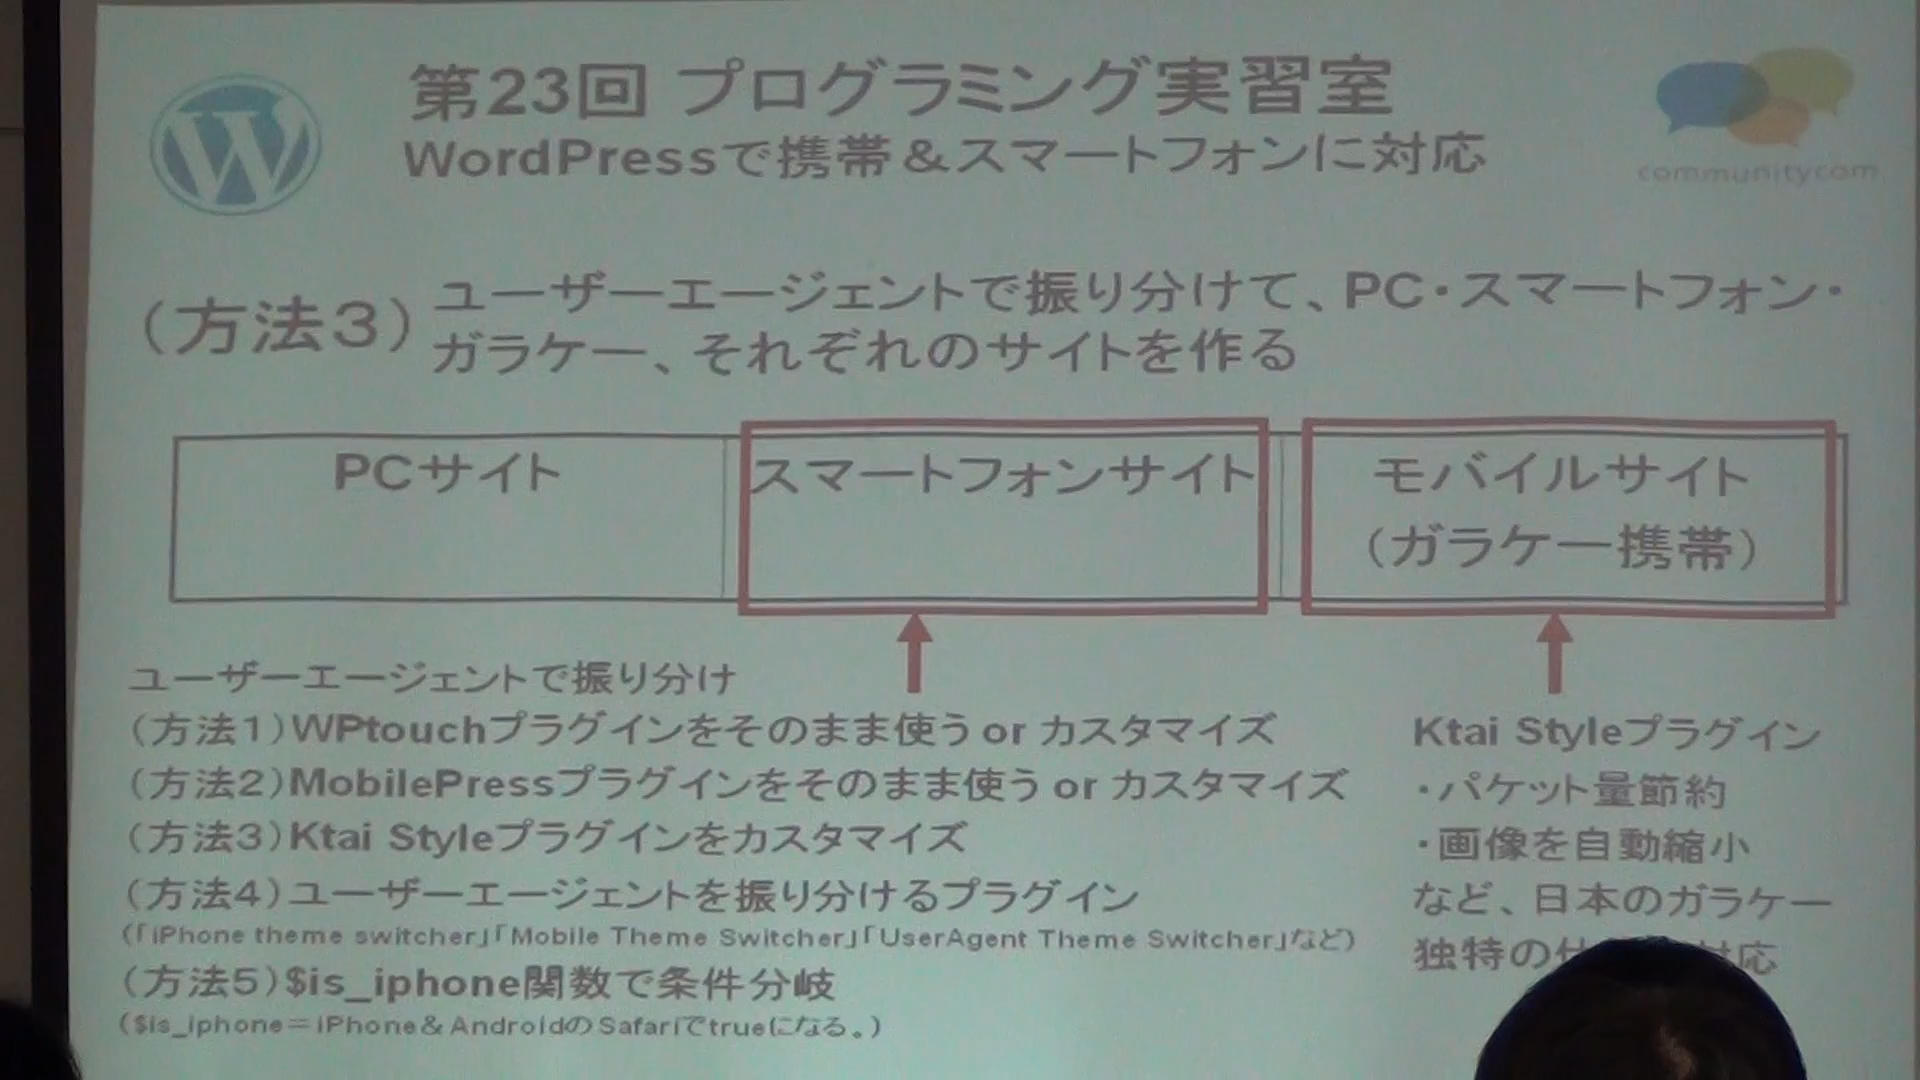 第23回 プログラミング実習室
WordPressで携帯＆スマートフォンに対応
communitycom
（方法3）
ユーザーエージェントで振り分けて、PC・スマートフォン・
ガラケー、それぞれのサイトを作る
PCサイト
スマートフォンサイト
モバイルサイト
（ガラケー携帯）
ユーザーエージェントで振り分け
（方法1）WPtouchプラグインをそのまま使う or カスタマイズ
（方法2）MobilePressプラグインをそのまま使う or カスタマイズ
（方法3）Ktai Styleプラグインをカスタマイズ
（方法4）ユーザーエージェントを振り分けるプラグイン
（「iPhone theme switcher」「Mobile Theme Switcher」「UserAgent Theme Switcher」など）
（方法5）$is_iphone関数で条件分岐
（$is_iphone＝iPhone＆AndroidのSafariでtrueになる。）
Ktai Styleプラグイン
・パケット量節約
・画像を自動縮小
など、日本のガラケー
独特の 対応